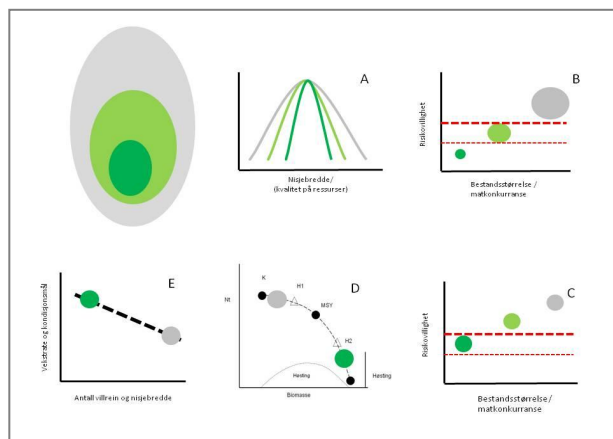 A
Nisjebredde/
(kvalitet på ressurser)
B
Risikovillighet
Bestandsstørrelse /
matkonkurranse
E
Vekstrate og kondisjonsmål
Antall villrein og nisjebredde
D
K
H1
MSY
Nt
H2
Høsting
Høsting
Biomasse
C
Risikovillighet
Bestandsstørrelse /
matkonkurranse